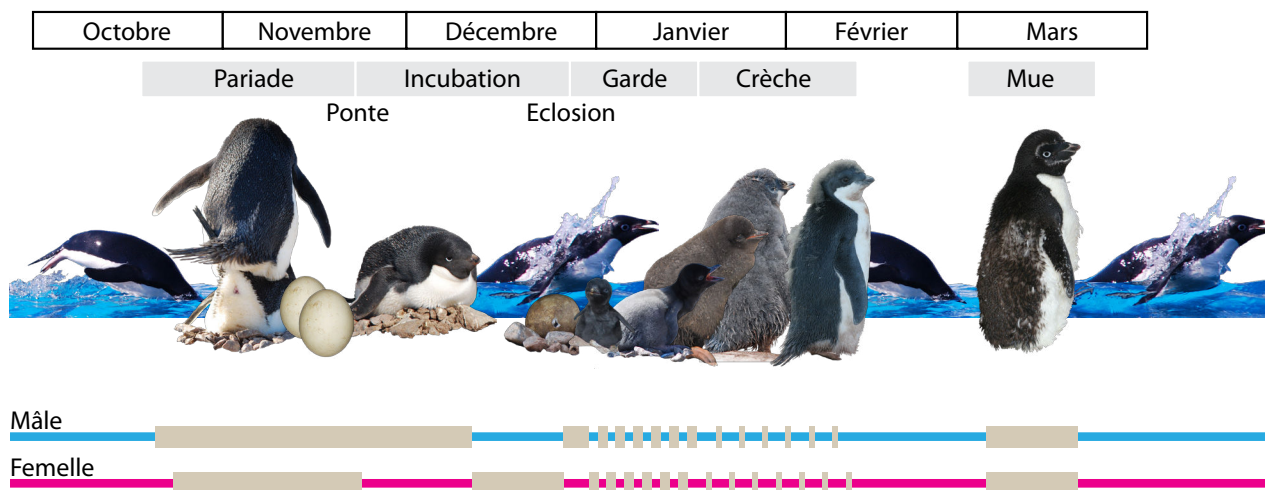 Octobre Novembre Décembre Janvier Février Mars
Pariade Incubation Garde Crèche Mue
Ponte Eclosion
Mâle
Femelle